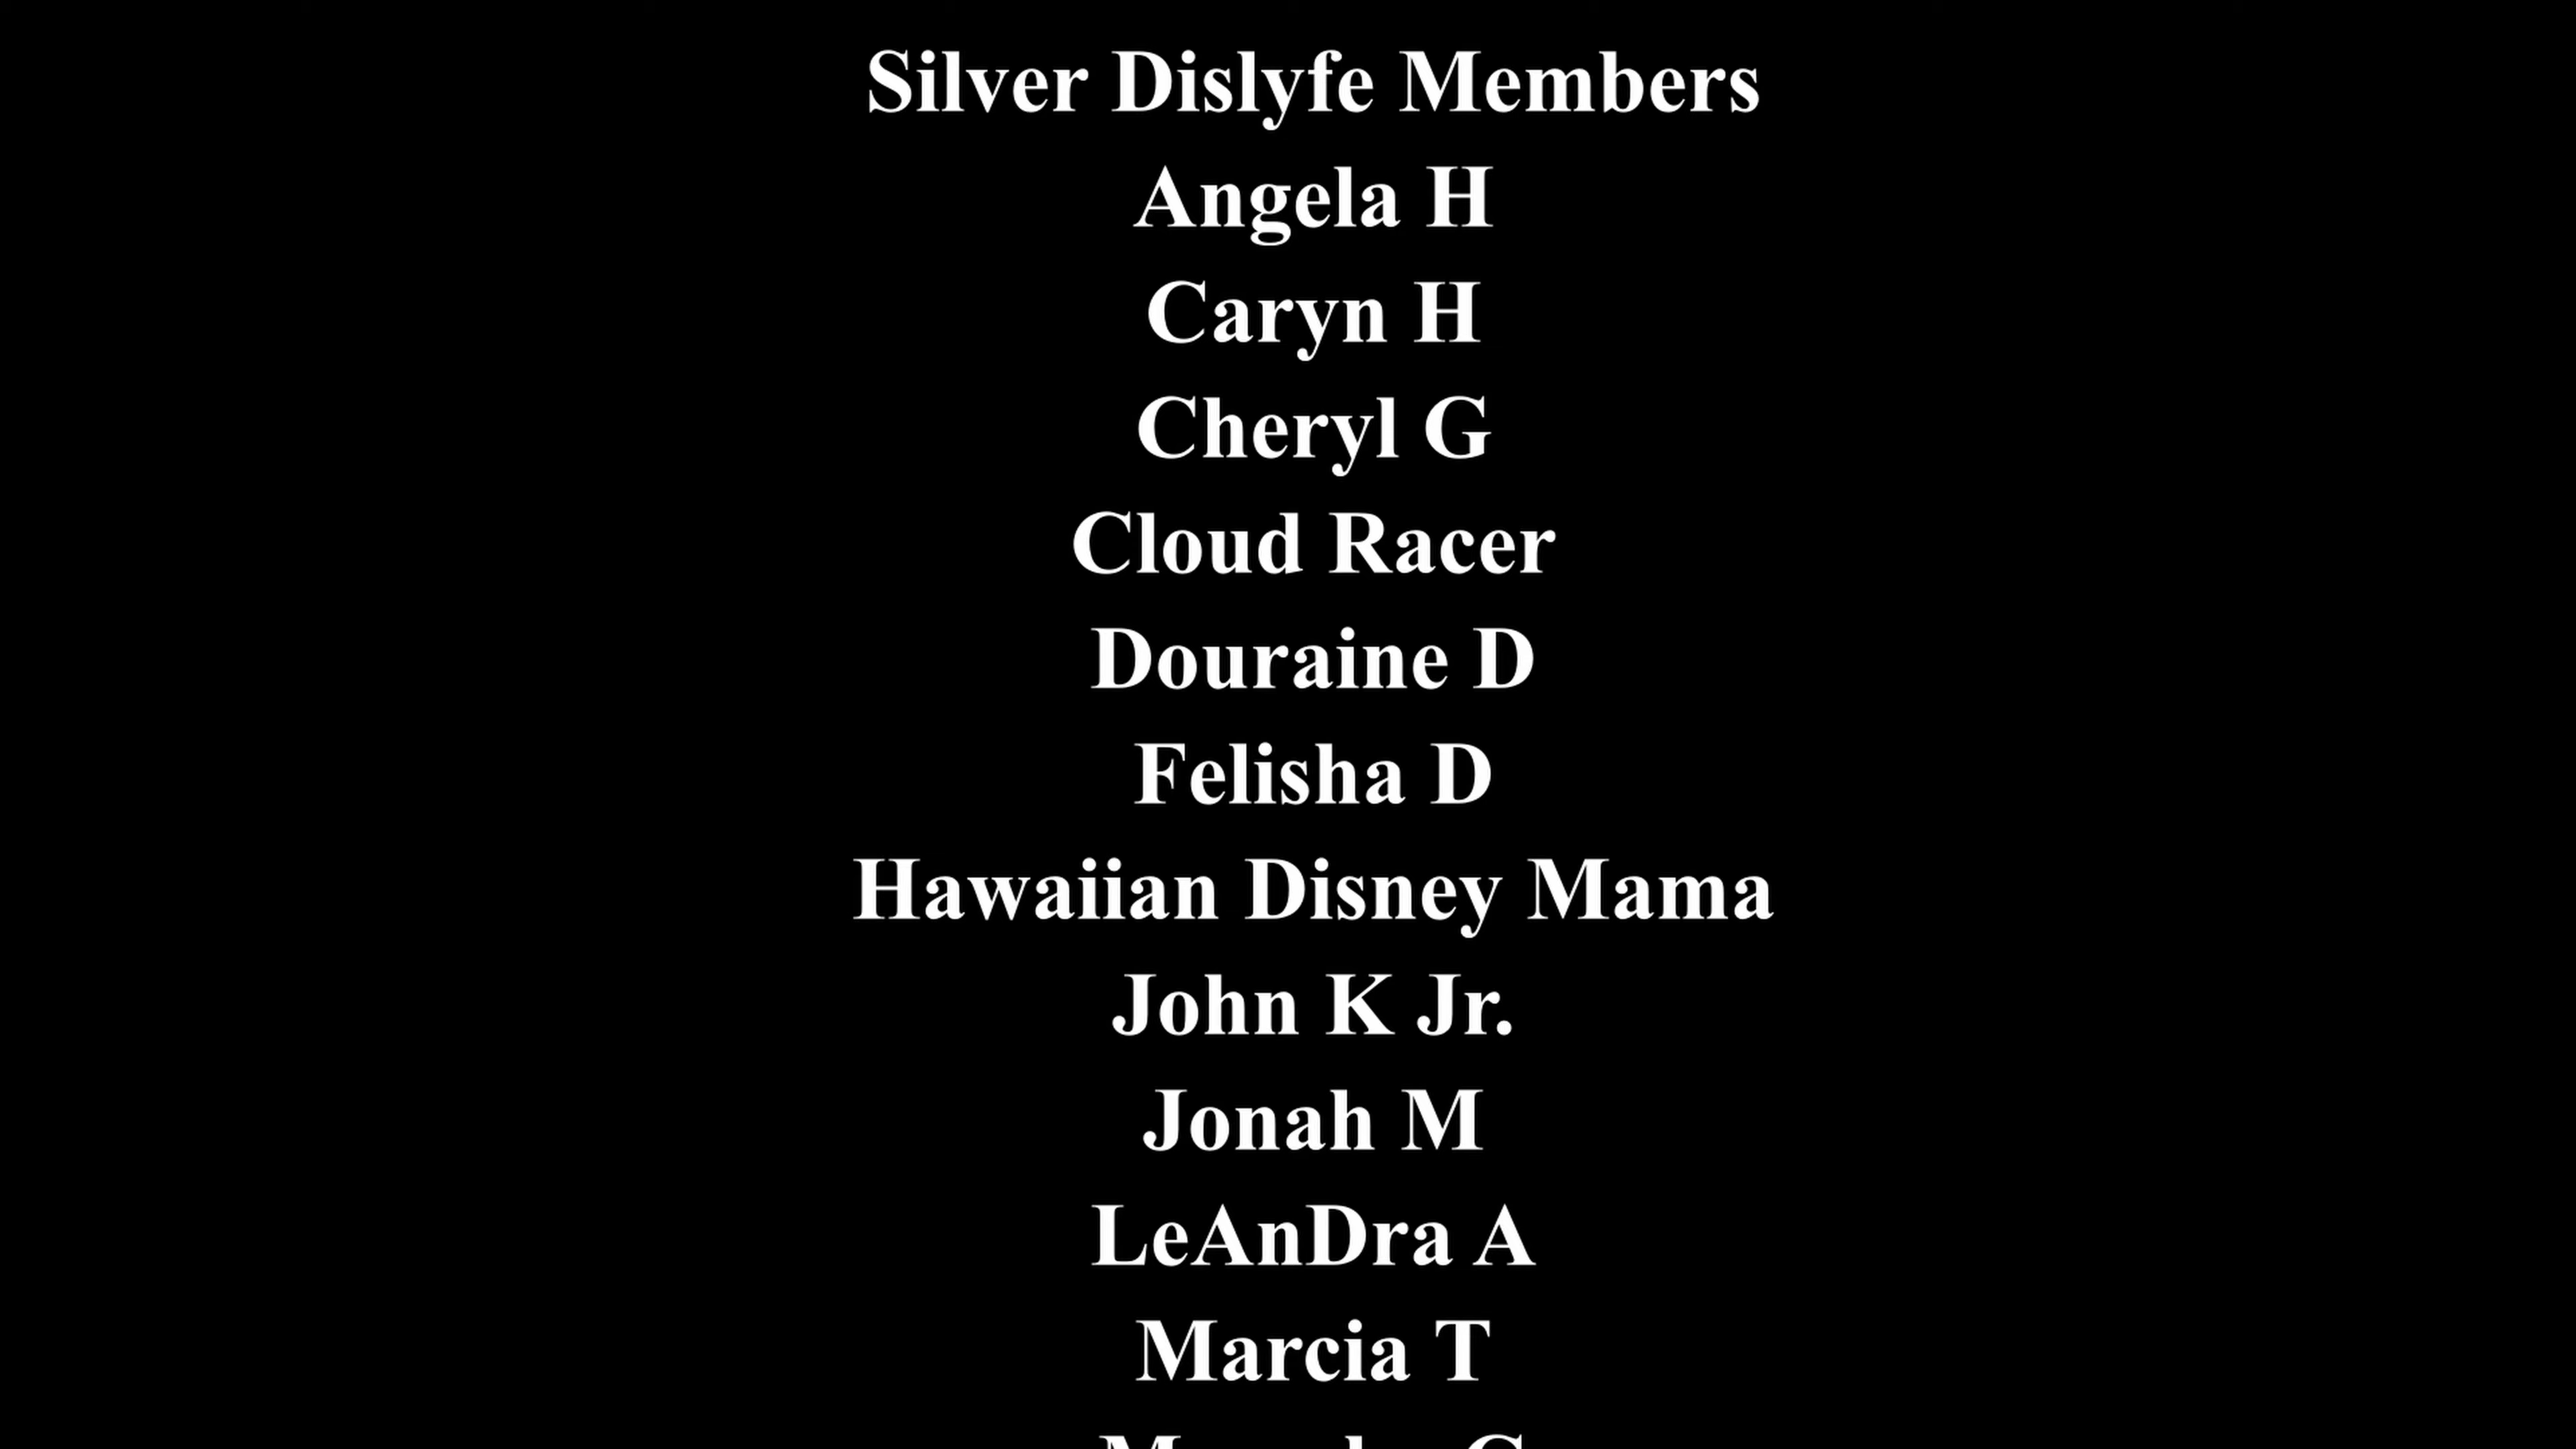 Silver Dislyfe Members
Angela H
Caryn H
Cheryl G
Cloud Racer
Douraine D
Felisha D
Hawaiian Disney Mama
John K Jr.
Jonah M
LeAnDra A
Marcia T